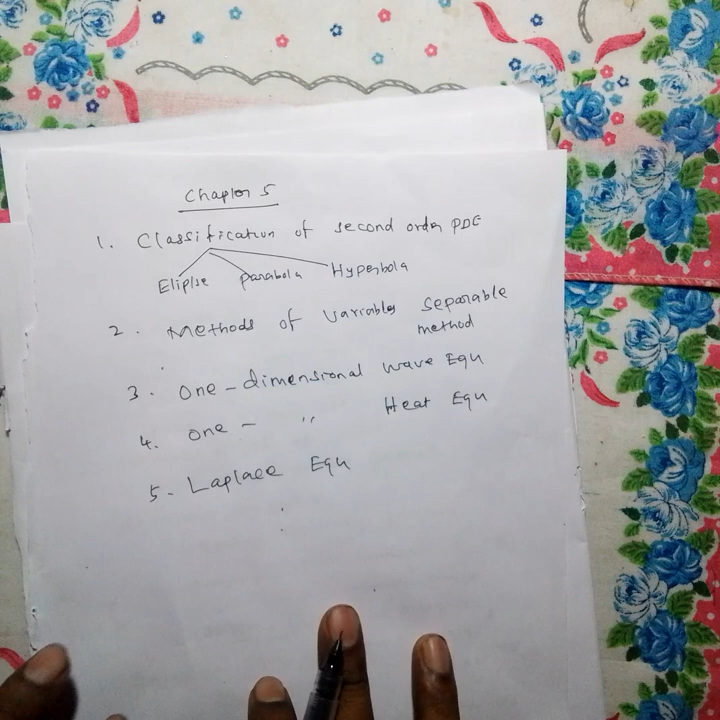 Chapter 5
1. Classification of second order PDE
Eliplse parabola Hyperbola
2. Methods of variables separable
method
3. one-dimensional wave Equ
4. one- " Heat Equ
5. Laplace Equ